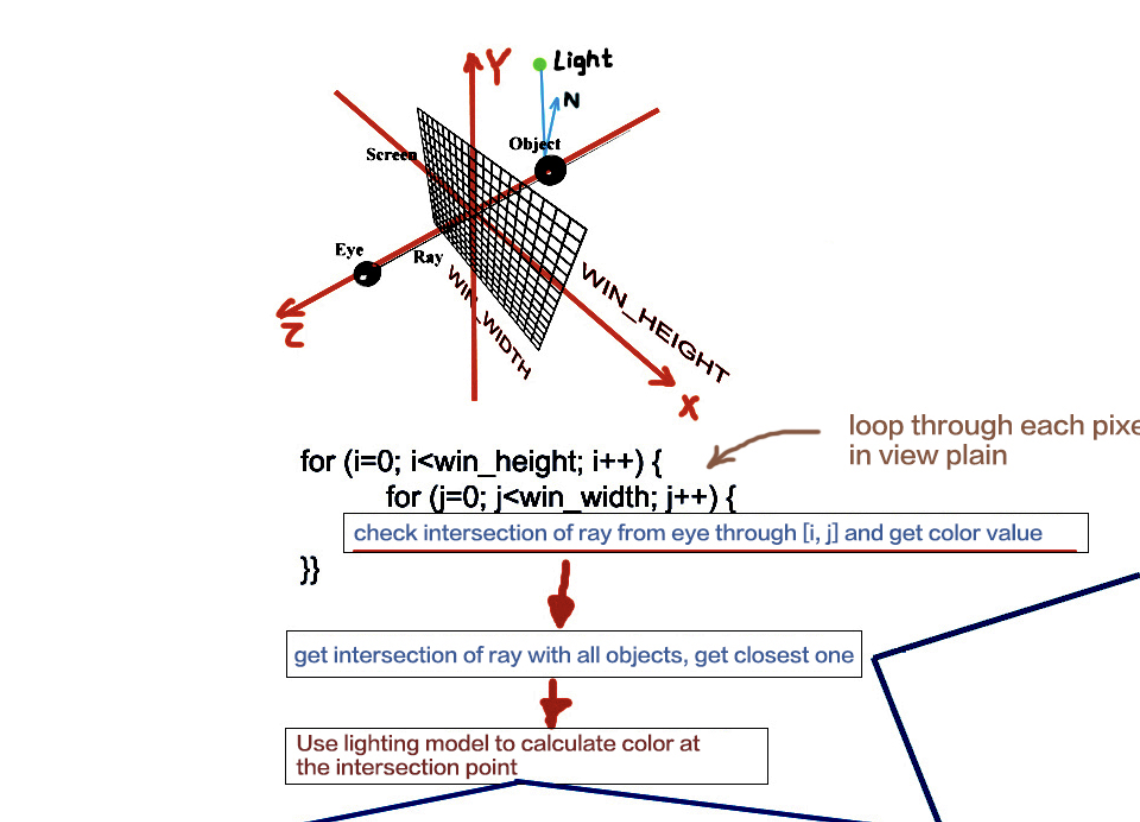 Y
Light
N
Object
Screen
Eye
Ray
Z
WIN_WIDTH
WIN_HEIGHT
X
loop through each pixe
in view plain
for (i=0; i<win_height; i++) {
for (j=0; j<win_width; j++) {
check intersection of ray from eye through [i, j] and get color value
}}
get intersection of ray with all objects, get closest one
Use lighting model to calculate color at
the intersection point